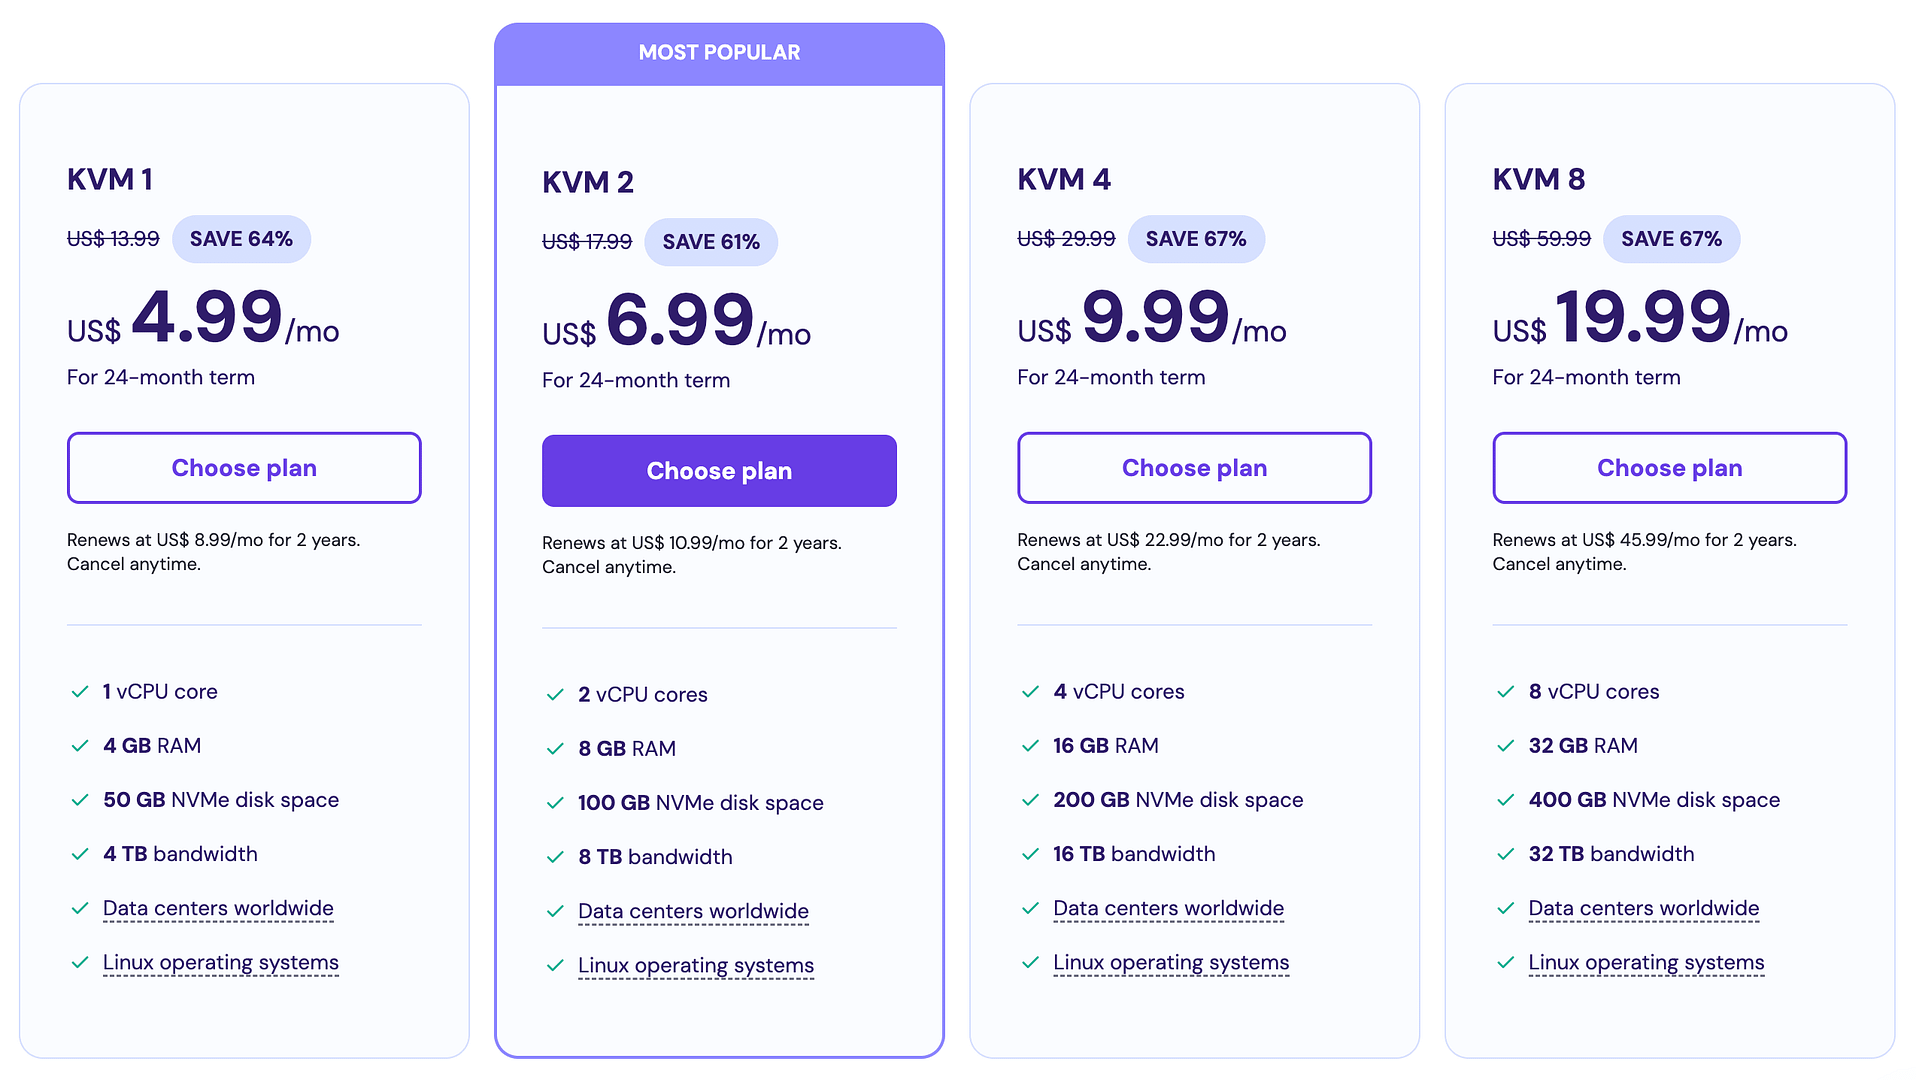 MOST POPULAR
KVM 1
US$ 13.99 SAVE 64%
US$ 4.99/mo
For 24-month term
Choose plan
Renews at US$ 8.99/mo for 2 years.
Cancel anytime.
1 vCPU core
4 GB RAM
50 GB NVMe disk space
4 TB bandwidth
Data centers worldwide
Linux operating systems
KVM 2
US$ 17.99 SAVE 61%
US$ 6.99/mo
For 24-month term
Choose plan
Renews at US$ 10.99/mo for 2 years.
Cancel anytime.
2 vCPU cores
8 GB RAM
100 GB NVMe disk space
8 TB bandwidth
Data centers worldwide
Linux operating systems
KVM 4
US$ 29.99 SAVE 67%
US$ 9.99/mo
For 24-month term
Choose plan
Renews at US$ 22.99/mo for 2 years.
Cancel anytime.
4 vCPU cores
16 GB RAM
200 GB NVMe disk space
16 TB bandwidth
Data centers worldwide
Linux operating systems
KVM 8
US$ 59.99 SAVE 67%
US$ 19.99/mo
For 24-month term
Choose plan
Renews at US$ 45.99/mo for 2 years.
Cancel anytime.
8 vCPU cores
32 GB RAM
400 GB NVMe disk space
32 TB bandwidth
Data centers worldwide
Linux operating systems